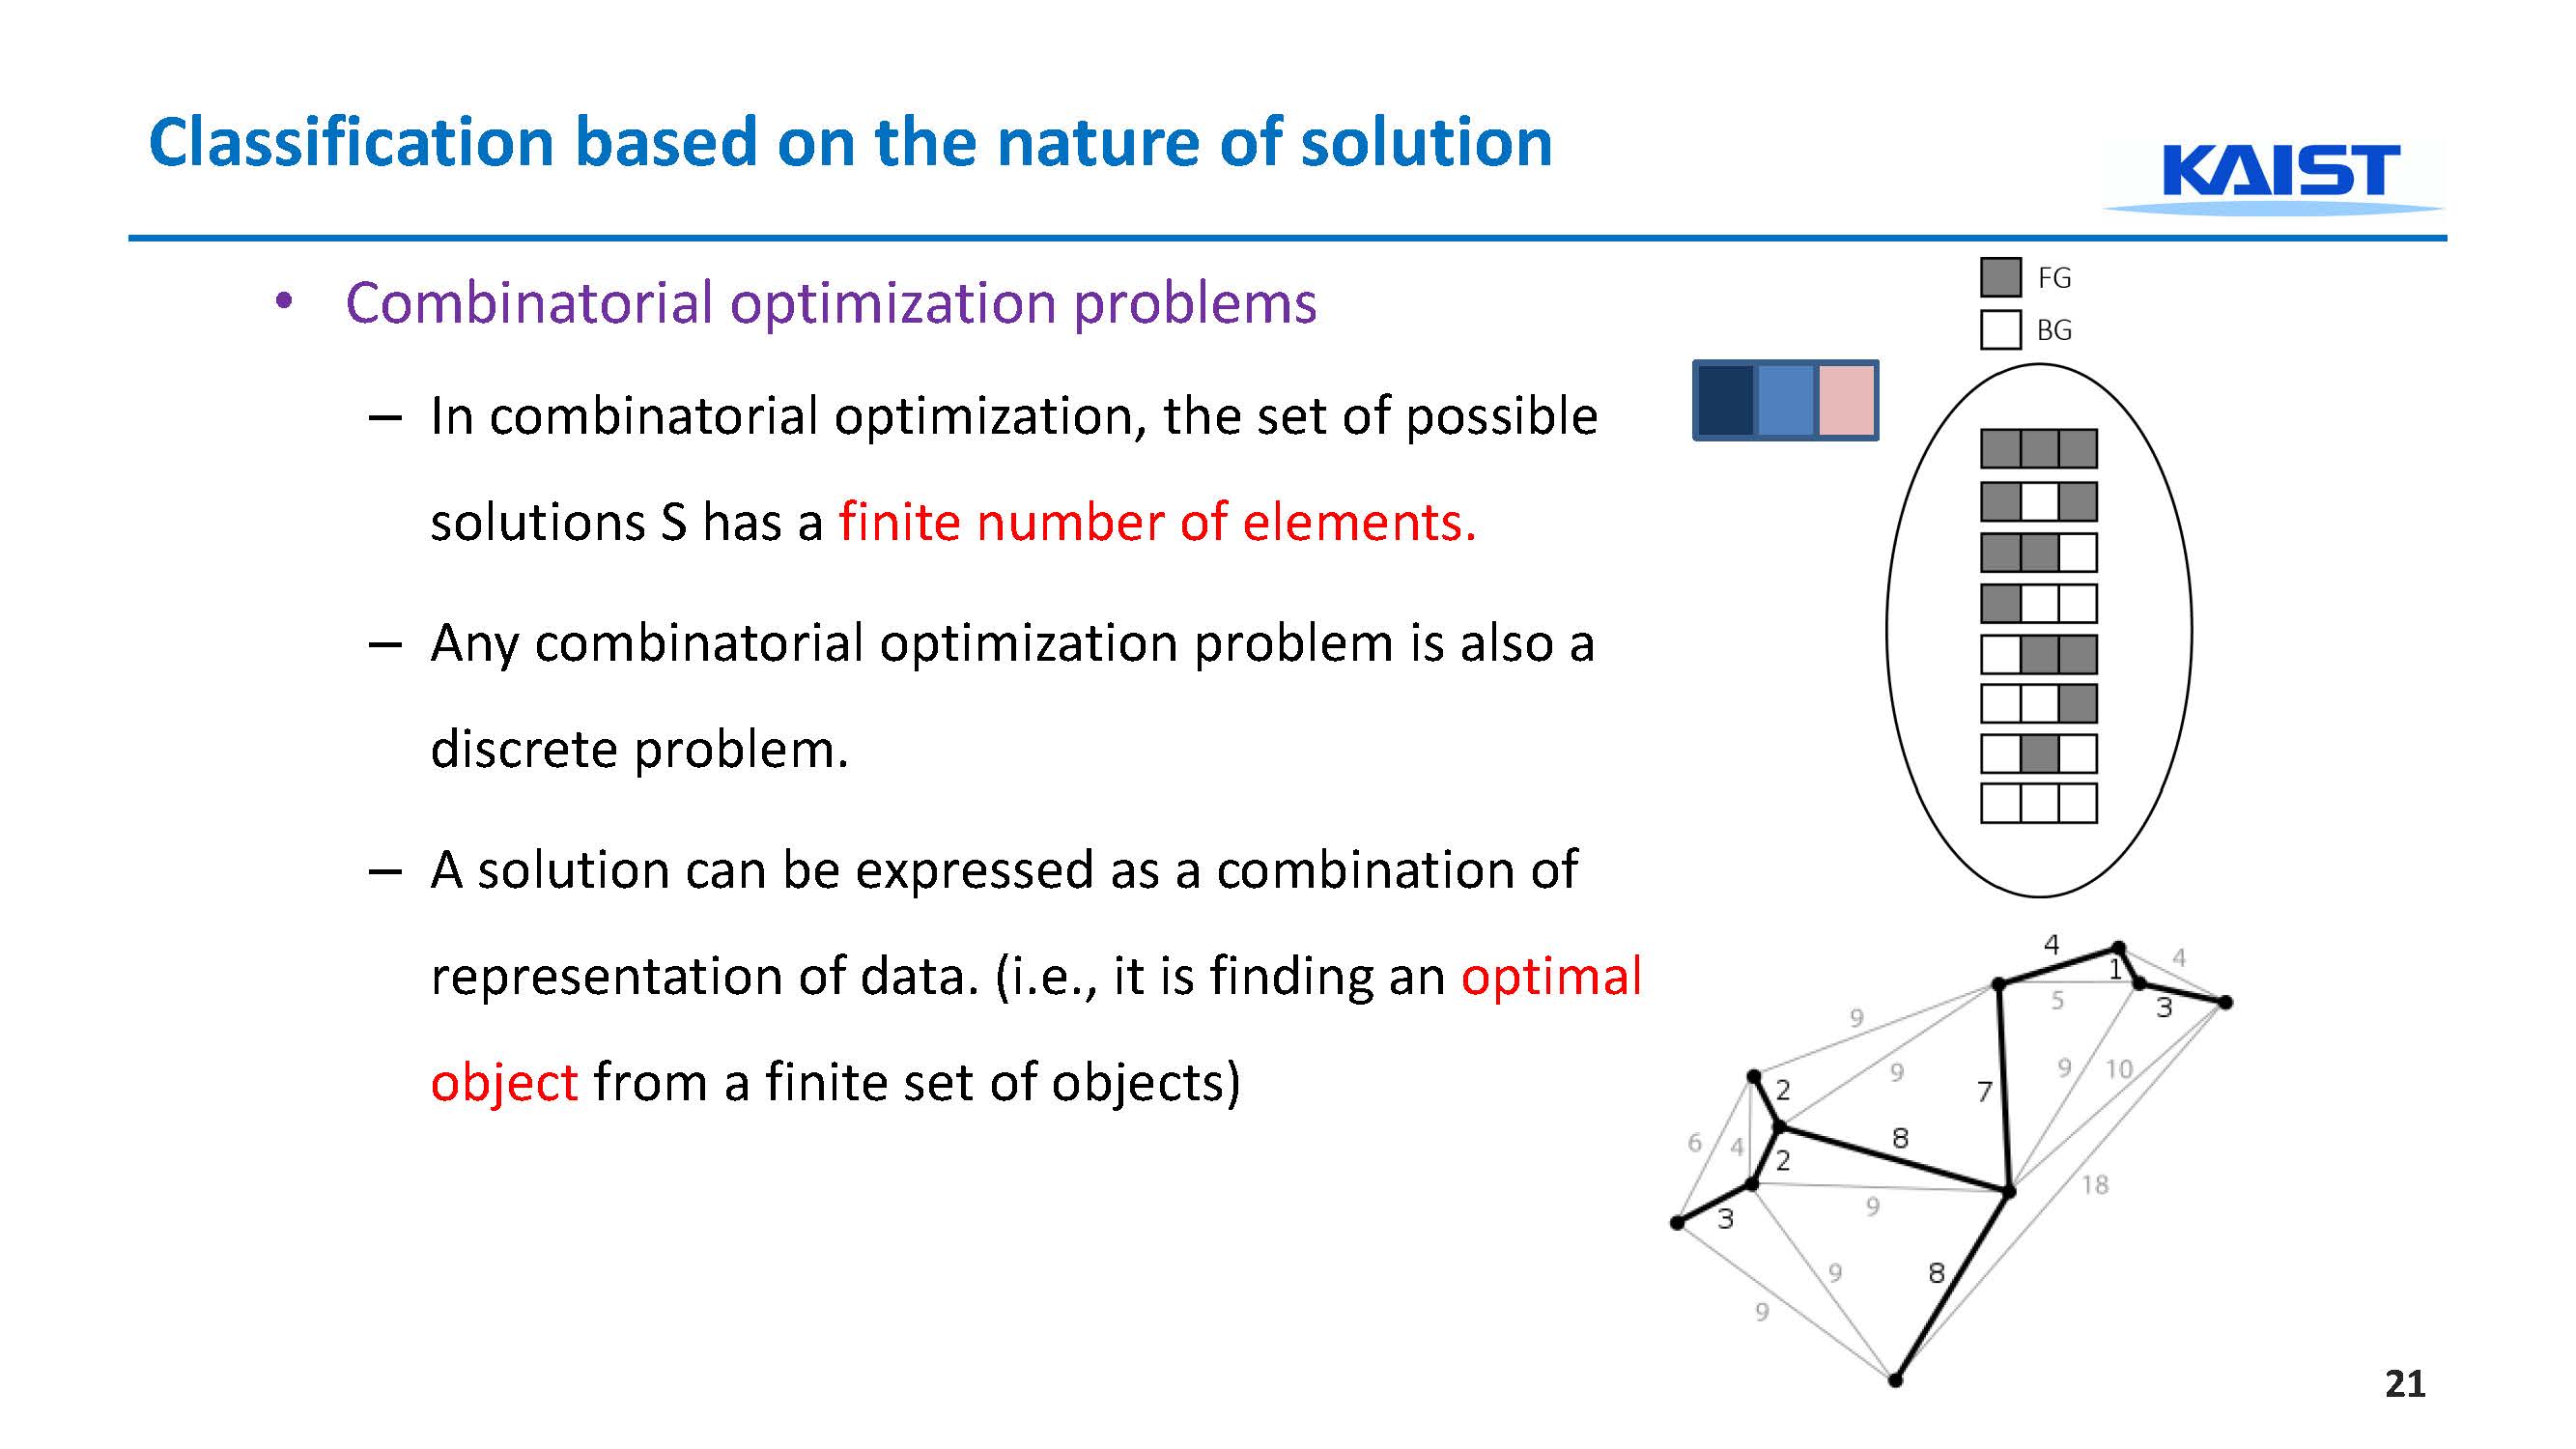 Classification based on the nature of solution
KAIST
• Combinatorial optimization problems
– In combinatorial optimization, the set of possible
solutions S has a finite number of elements.
– Any combinatorial optimization problem is also a
discrete problem.
– A solution can be expressed as a combination of
representation of data. (i.e., it is finding an optimal
object from a finite set of objects)
FG
BG
4
4
1
5
3
9
9
9
10
2
7
6
4
8
2
18
9
3
9
8
9
21